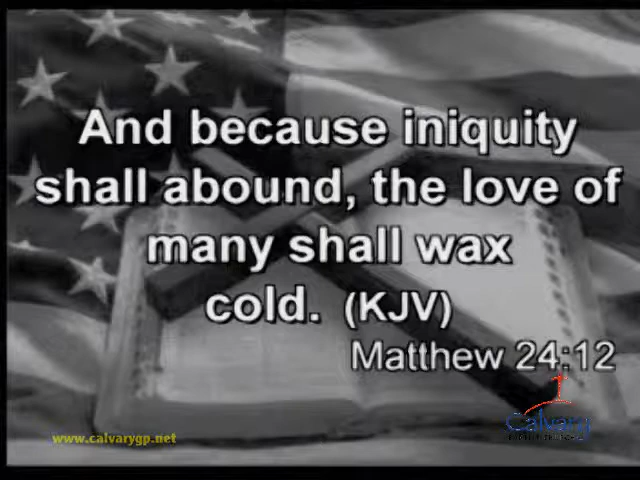 And because iniquity
shall abound, the love of
many shall wax
cold. (KJV)
Matthew 24:12
Calvary
www.calvarygp.net